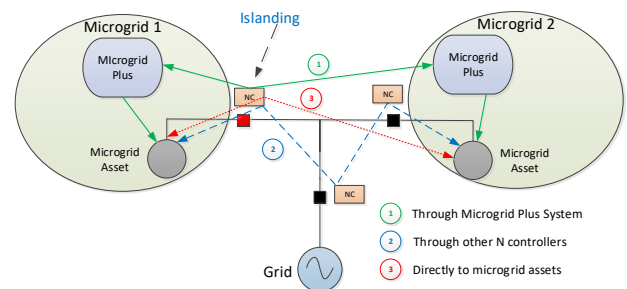 Islanding
Microgrid 1
Microgrid 2
Microgrid
Plus
Microgrid
Plus
1
NC
3
NC
Microgrid
Asset
2
Microgrid
Asset
NC
1 Through Microgrid Plus System
2 Through other N controllers
3 Directly to microgrid assets
Grid